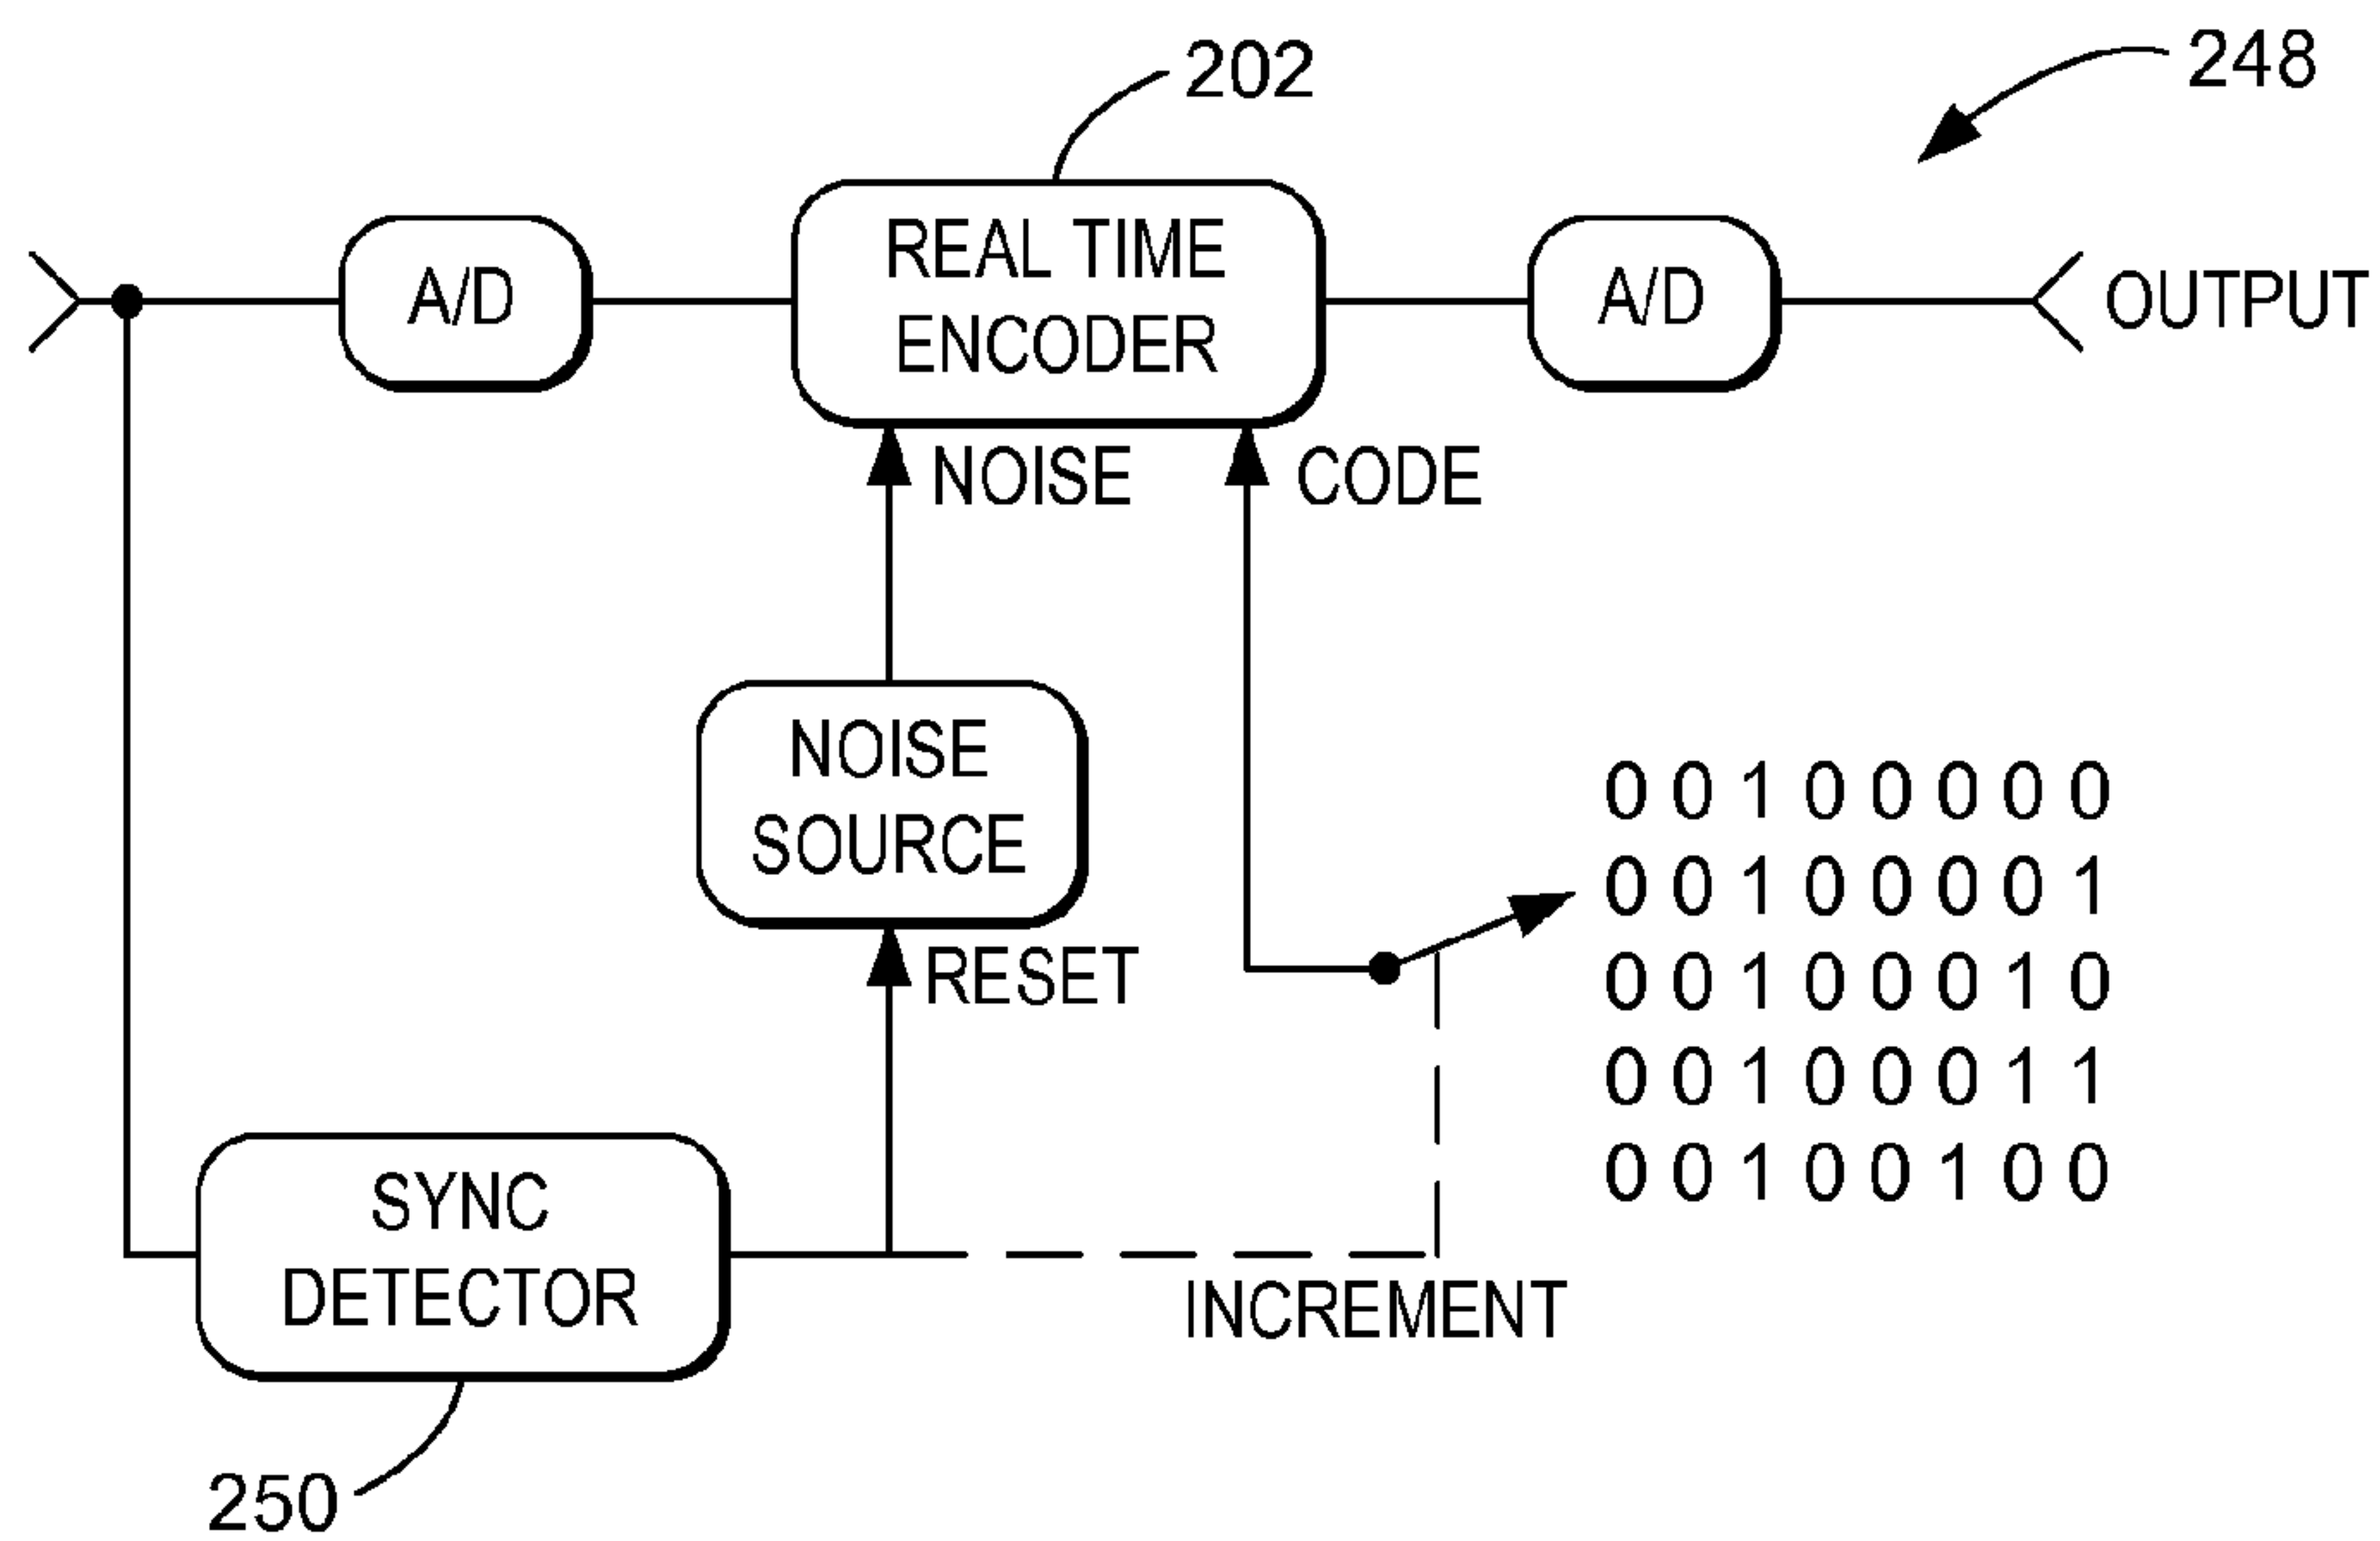 202
248
A/D
REAL TIME
ENCODER
A/D
OUTPUT
NOISE
CODE
NOISE
SOURCE
RESET
0 0 1 0 0 0 0 0
0 0 1 0 0 0 0 1
0 0 1 0 0 0 1 0
0 0 1 0 0 0 1 1
0 0 1 0 0 1 0 0
SYNC
DETECTOR
INCREMENT
250